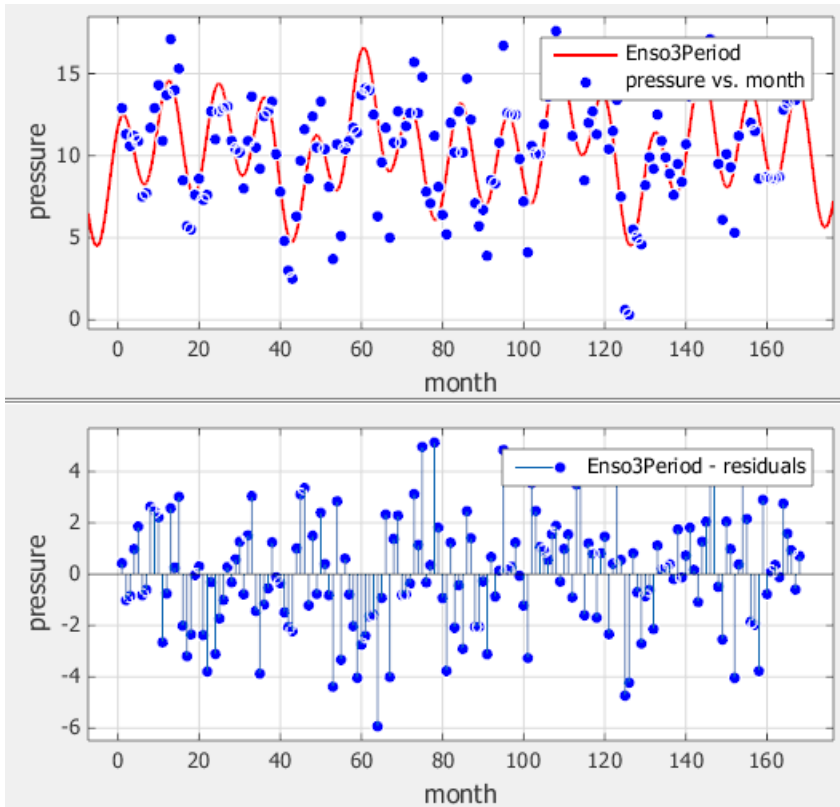 Enso3Period
pressure vs. month
pressure
15
10
5
0
0 20 40 60 80 100 120 140 160
month
Enso3Period - residuals
pressure
4
2
0
-2
-4
-6
0 20 40 60 80 100 120 140 160
month